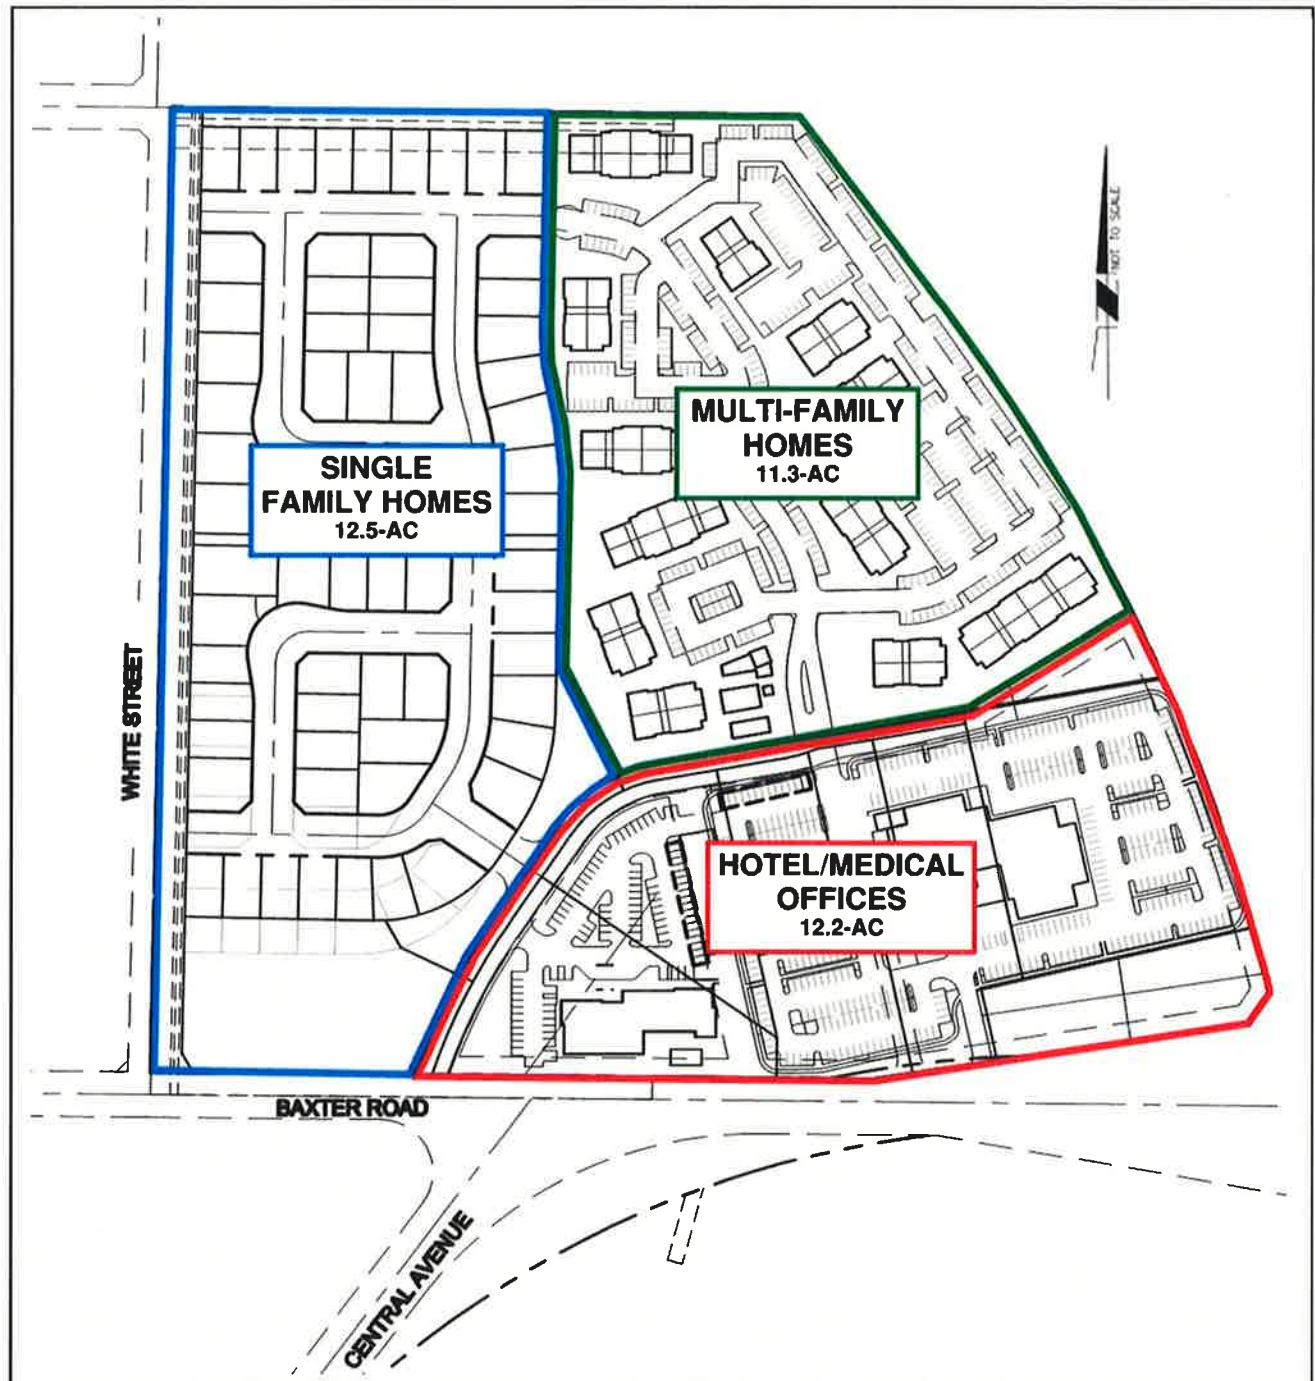 NOT TO SCALE
MULTI-FAMILY
HOMES
11.3-AC
SINGLE
FAMILY HOMES
12.5-AC
WHITE STREET
HOTEL/MEDICAL
OFFICES
12.2-AC
BAXTER ROAD
CENTRAL AVENUE